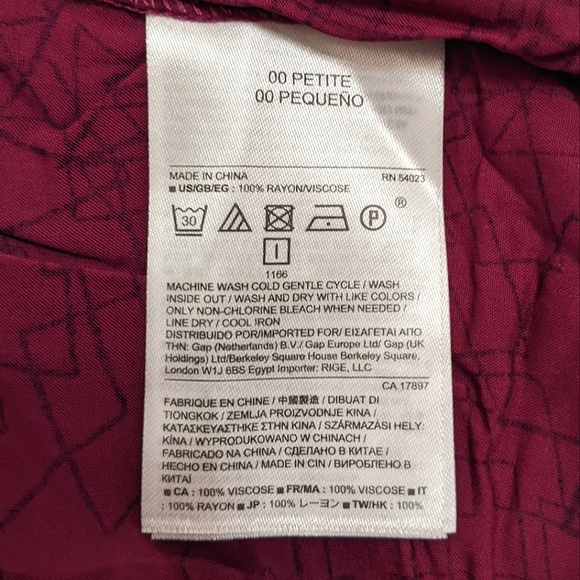 00 PETITE
00 PEQUEÑO
MADE IN CHINA RN 54023
■ US/GB/EG : 100% RAYON/VISCOSE
30 P ®
1166
MACHINE WASH COLD GENTLE CYCLE / WASH
INSIDE OUT / WASH AND DRY WITH LIKE COLORS /
ONLY NON-CHLORINE BLEACH WHEN NEEDED /
LINE DRY / COOL IRON
DISTRIBUIDO POR/IMPORTED FOR/ ΕΙΣΑΓΕΤΑΙ ΑΠΟ
ΤΗΝ: Gap (Netherlands) B.V./ Gap Europe Ltd/ Gap (UK
Holdings) Ltd/Berkeley Square House Berkeley Square,
London W1J 6BS Egypt Importer: RIGE, LLC
CA 17897
FABRIQUE EN CHINE / 中國製造 / DIBUAT DI
TIONGKOK / ZEMLJA PROIZVODNJE KINA /
ΚΑΤΑΣΚΕΥΑΣΤΗΚΕ ΣΤΗΝ ΚΙΝΑ / SZÁRMAZÁSI HELY:
KÍNA / WYPRODUKOWANO W CHINACH /
FABRICADO NA CHINA / СДЕЛАНО В КИТАЕ /
HECHO EN CHINA / MADE IN CIN / ВИРОБЛЕНО В
КИТАЇ
■ CA : 100% VISCOSE ■ FR/MA : 100% VISCOSE ■ IT
: 100% RAYON ■ JP : 100% レーヨン ■ TW/HK : 100%